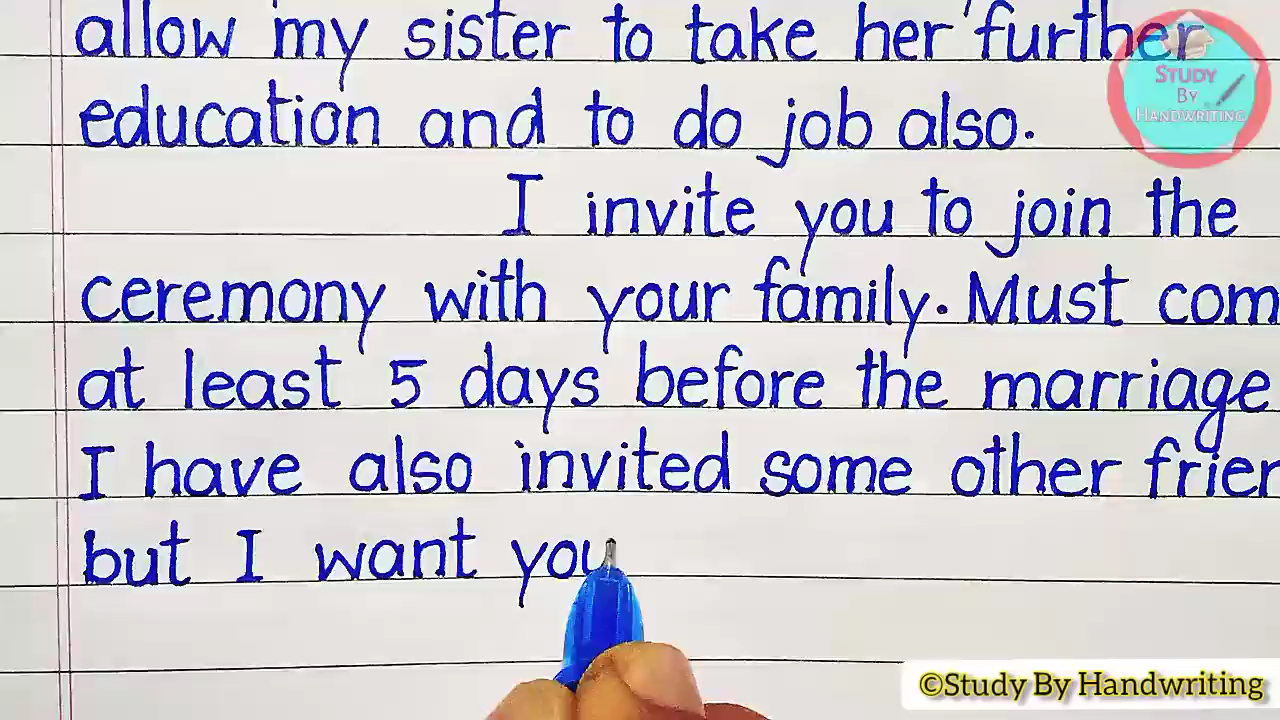 allow my sister to take her further
education and to do job also.
I invite you to join the
ceremony with your family. Must com
at least 5 days before the marriage
I have also invited some other frien
but I want you
STUDY
BY
HANDWRITING
©Study By Handwriting